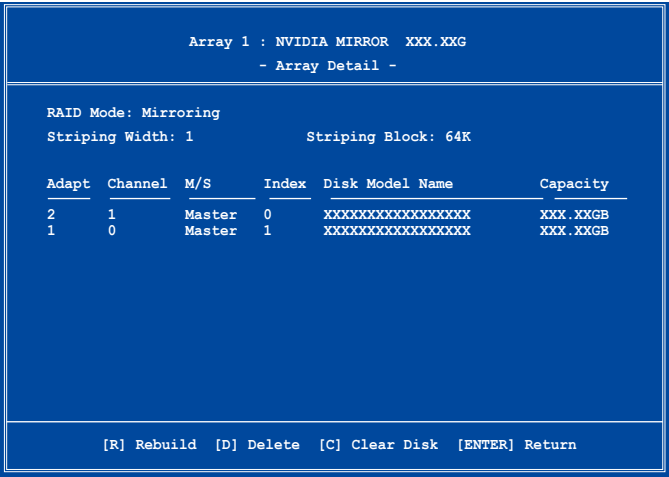 Array 1 : NVIDIA MIRROR XXX.XXG
- Array Detail -
RAID Mode: Mirroring
Striping Width: 1 Striping Block: 64K
Adapt Channel M/S Index Disk Model Name Capacity
2 1 Master 0 XXXXXXXXXXXXXXXXX XXX.XXGB
1 0 Master 1 XXXXXXXXXXXXXXXXX XXX.XXGB
[R] Rebuild [D] Delete [C] Clear Disk [ENTER] Return